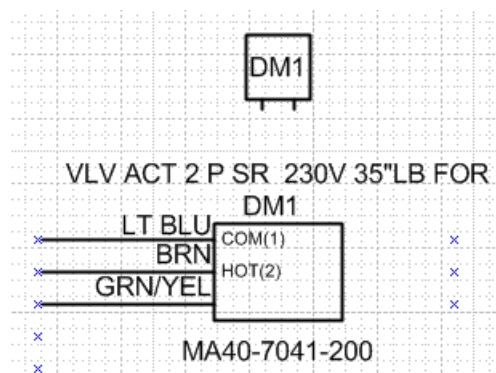 DM1
VLV ACT 2 P SR 230V 35"LB FOR
DM1
LT BLU
COM(1)
BRN
HOT(2)
GRN/YEL
MA40-7041-200